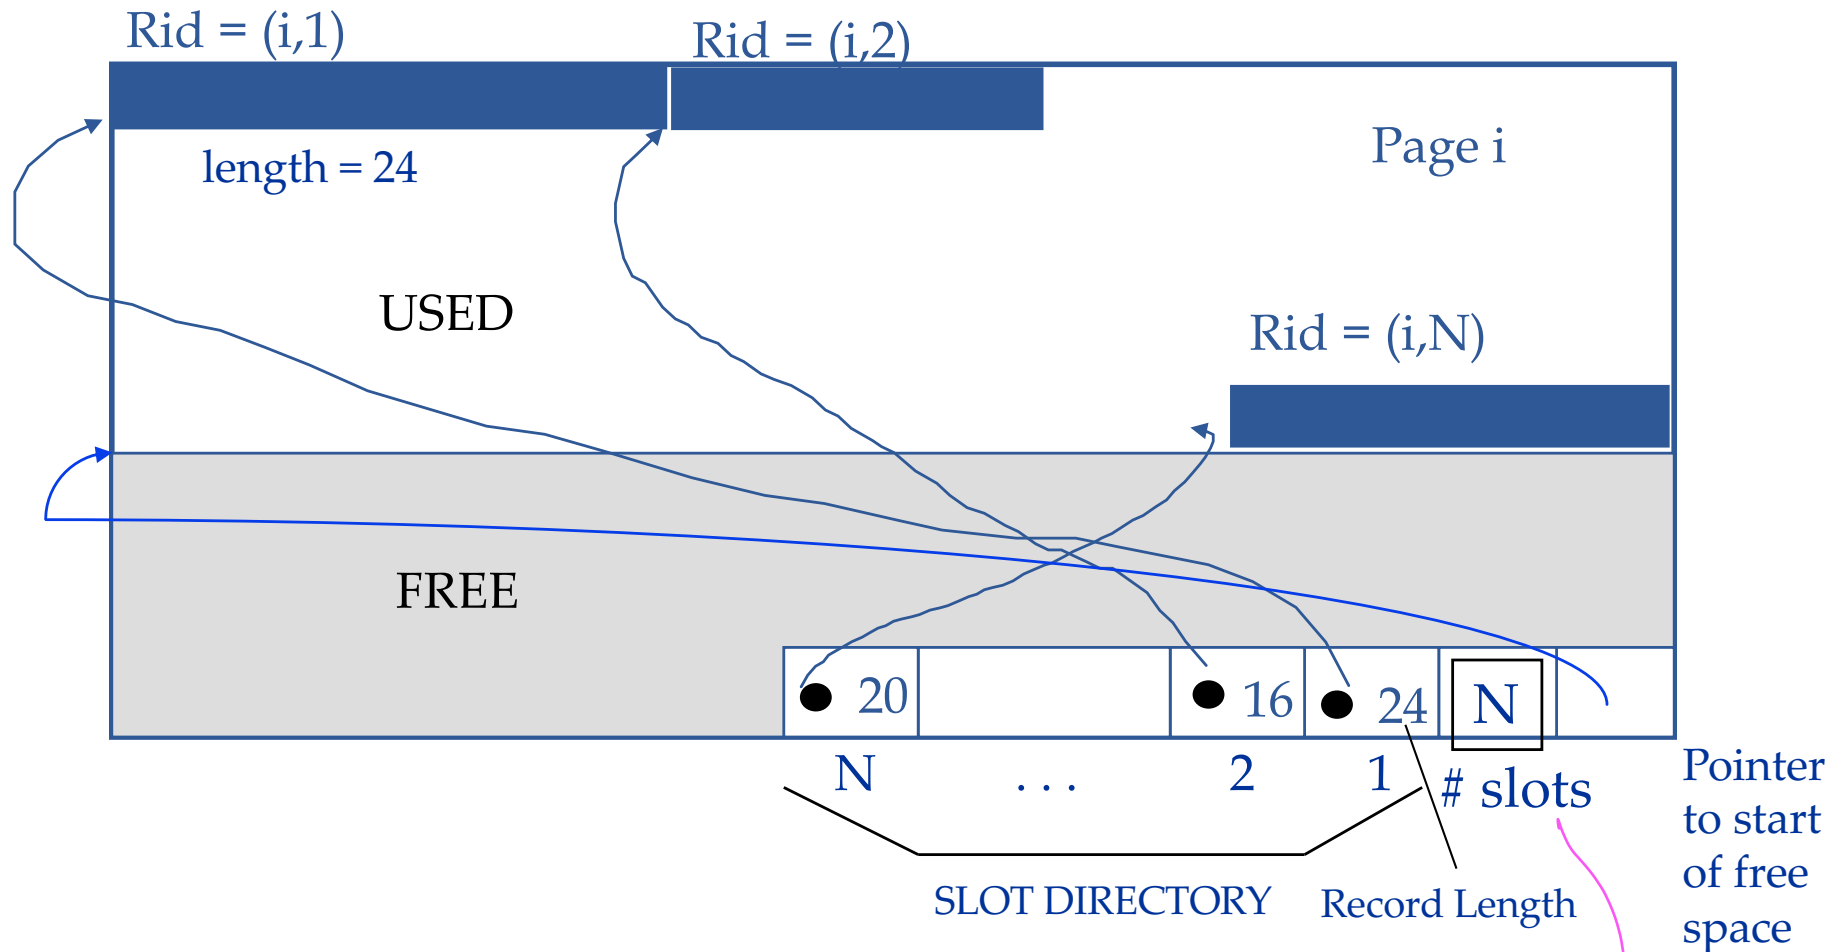 Rid = (i,1)
Rid = (i,2)
length = 24
Page i
USED
Rid = (i,N)
FREE
20
16
24
N
N
. . .
2
1
# slots
Pointer
to start
of free
space
SLOT DIRECTORY
Record Length